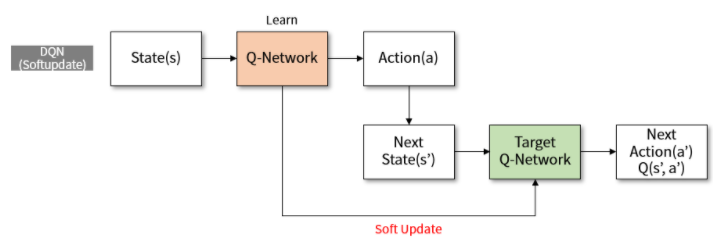 Learn
DQN
(Softupdate)
State(s)
Q-Network
Action(a)
Next
State(s’)
Target
Q-Network
Next
Action(a’)
Q(s’, a’)
Soft Update